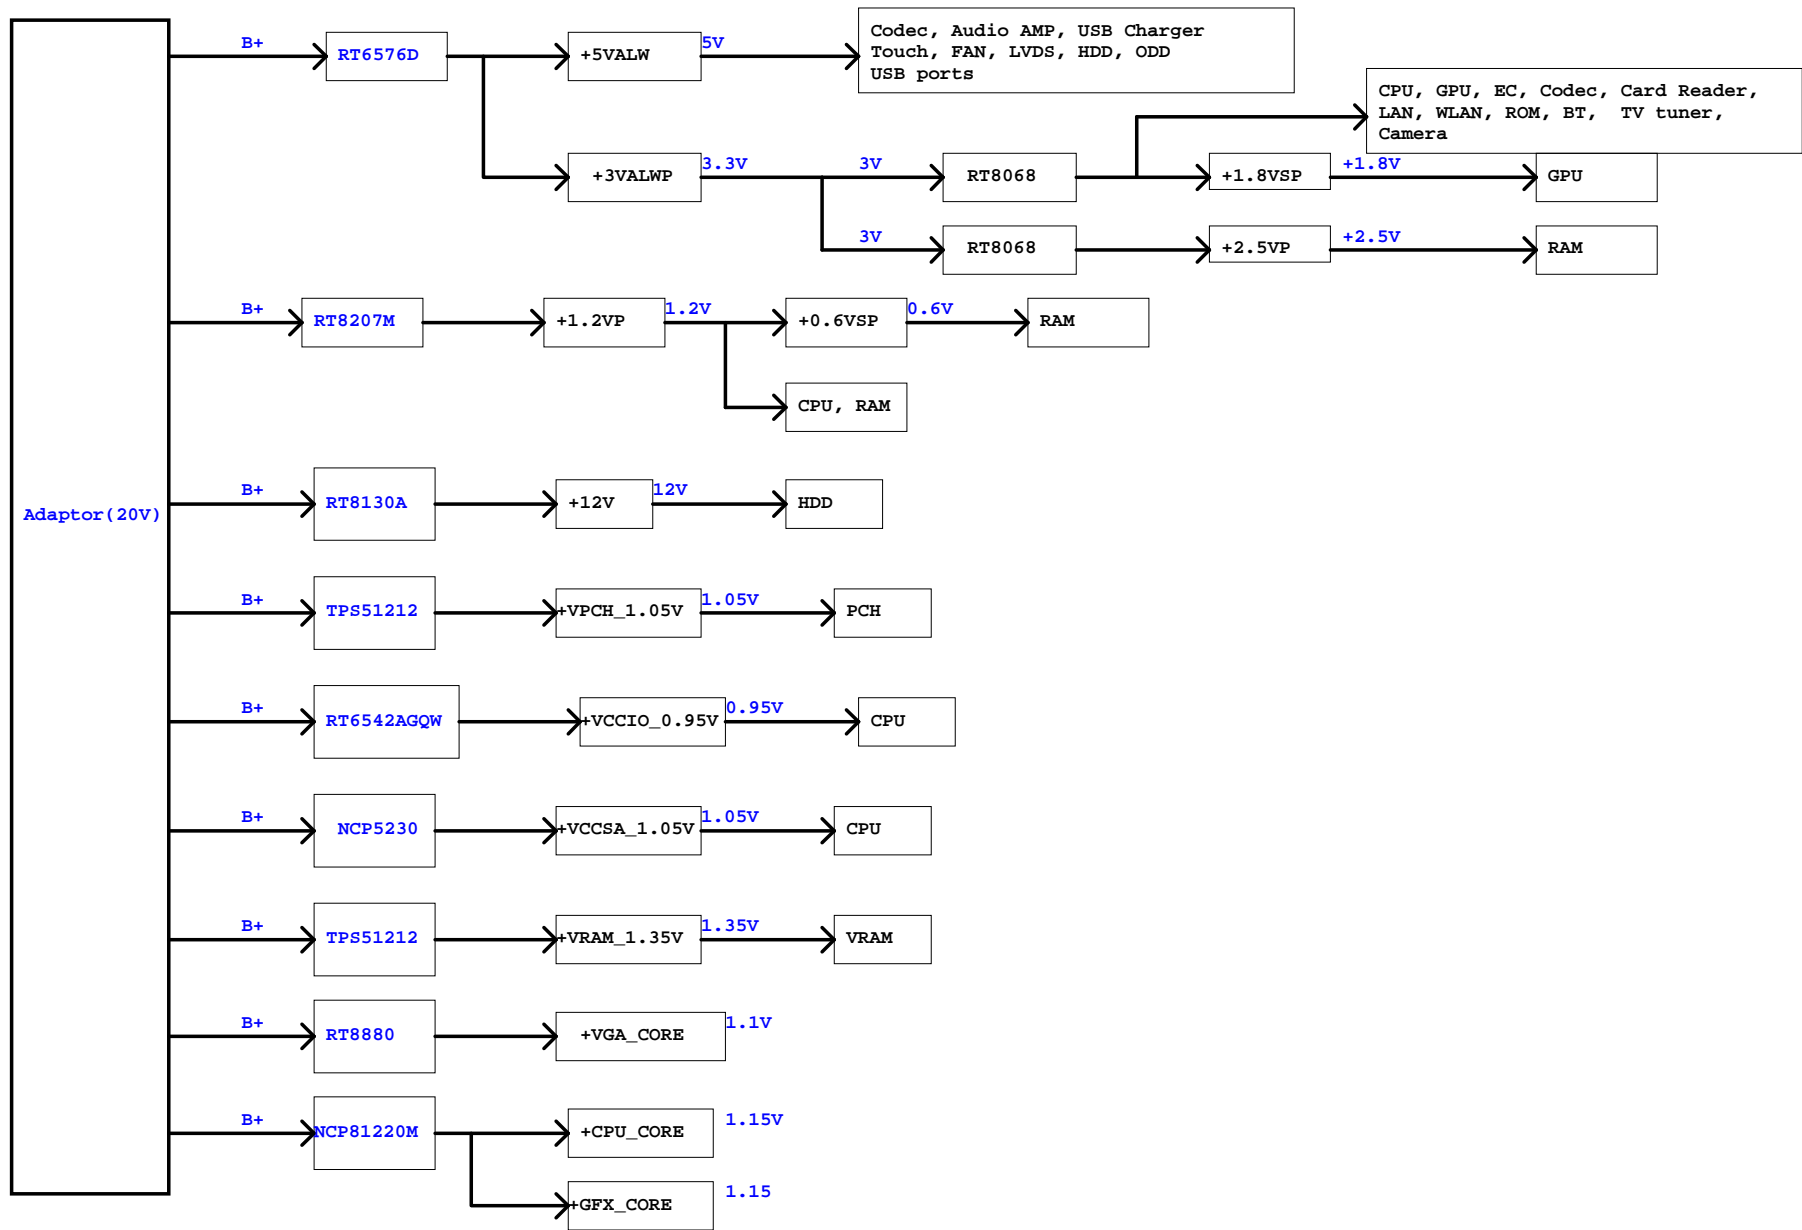 Adaptor(20V)
B+
RT6576D
+5VALW
5V
Codec, Audio AMP, USB Charger
Touch, FAN, LVDS, HDD, ODD
USB ports
+3VALWP
3.3V
3V
RT8068
CPU, GPU, EC, Codec, Card Reader,
LAN, WLAN, ROM, BT, TV tuner,
Camera
+1.8VSP
+1.8V
GPU
3V
RT8068
+2.5VP
+2.5V
RAM
B+
RT8207M
+1.2VP
1.2V
+0.6VSP
0.6V
RAM
CPU, RAM
B+
RT8130A
+12V
12V
HDD
B+
TPS51212
+VPCH_1.05V
1.05V
PCH
B+
RT6542AGQW
+VCCIO_0.95V
0.95V
CPU
B+
NCP5230
+VCCSA_1.05V
1.05V
CPU
B+
TPS51212
+VRAM_1.35V
1.35V
VRAM
B+
RT8880
+VGA_CORE
1.1V
B+
NCP81220M
+CPU_CORE
1.15V
+GFX_CORE
1.15